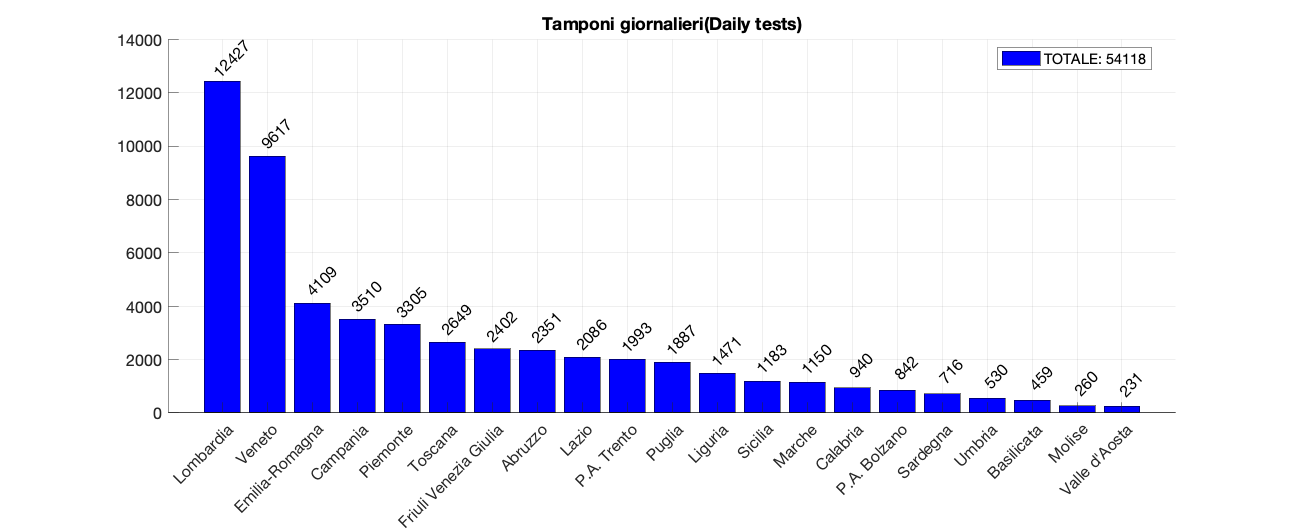 Tamponi giornalieri(Daily tests)
TOTALE: 54118
14000
12000
10000
8000
6000
4000
2000
0
12427
9617
4109
3510
3305
2649
2402
2351
2086
1993
1887
1471
1183
1150
940
842
716
530
459
260
231
Lombardia
Veneto
Emilia-Romagna
Campania
Piemonte
Toscana
Friuli Venezia Giulia
Abruzzo
Lazio
P.A. Trento
Puglia
Liguria
Sicilia
Marche
Calabria
P.A. Bolzano
Sardegna
Umbria
Basilicata
Molise
Valle d'Aosta